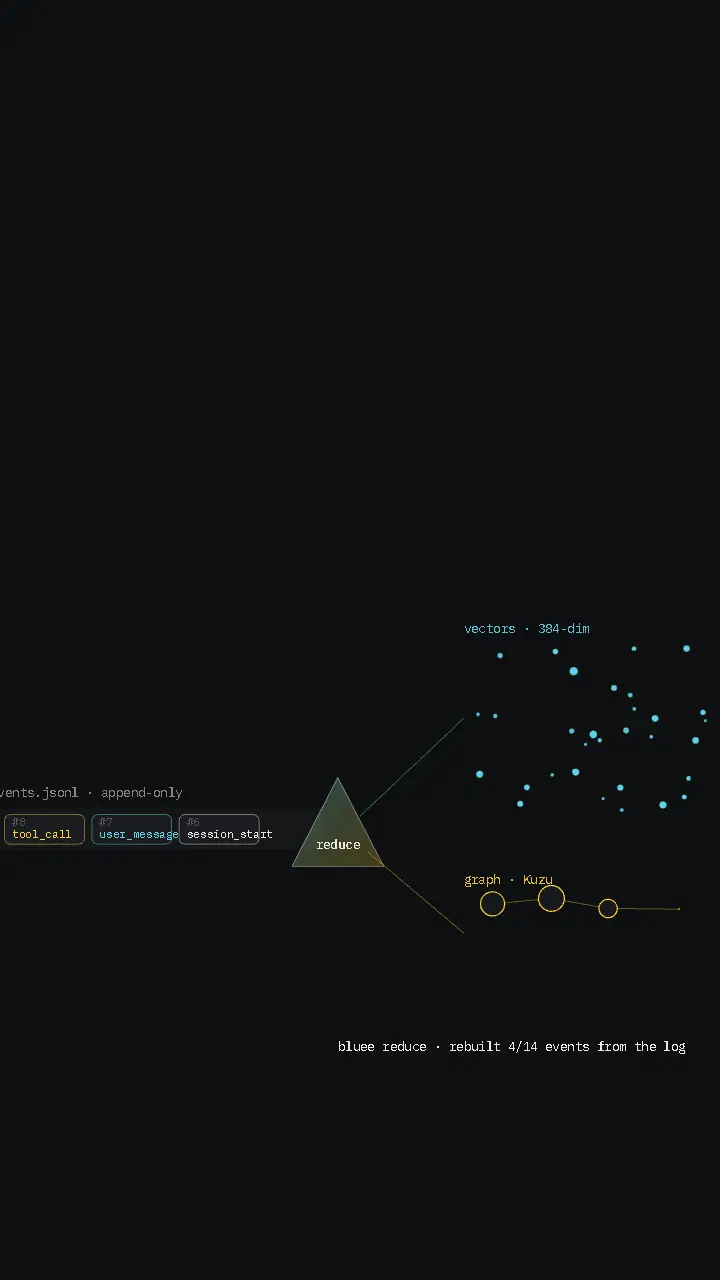 vectors · 384-dim
vents.jsonl · append-only
#8
tool_call
#7
user_message
#6
session_start
reduce
graph · Kuzu
bluee reduce · rebuilt 4/14 events from the log